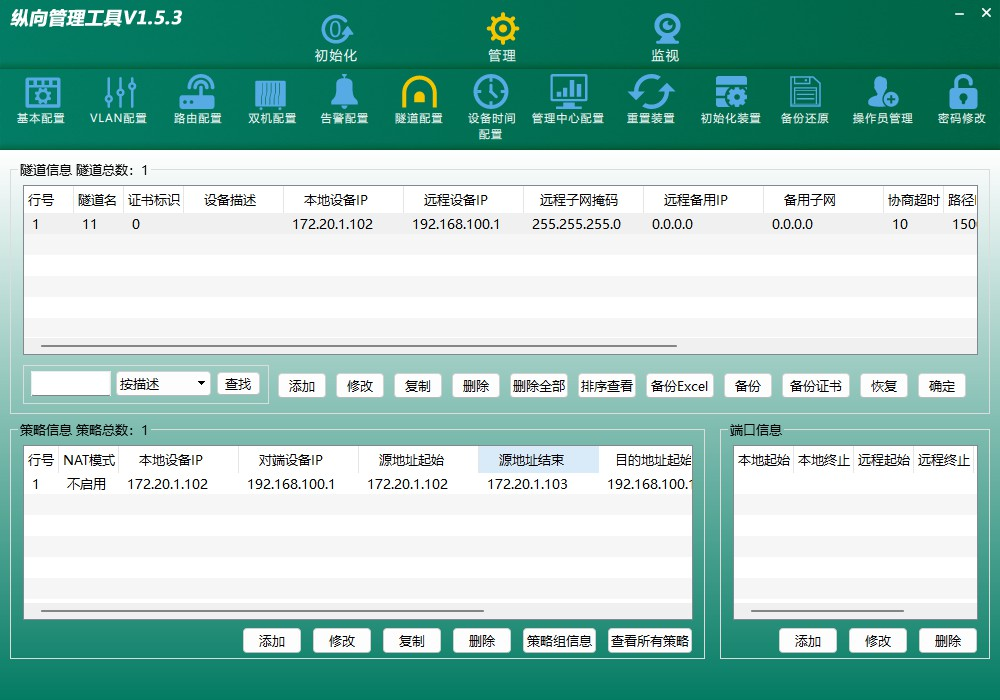 纵向管理工具V1.5.3
初始化 管理 监视
基本配置 VLAN配置 路由配置 双机配置 告警配置 隧道配置 设备时间配置 管理中心配置 重置装置 初始化装置 备份还原 操作员管理 密码修改
隧道信息 隧道总数：1
行号 隧道名 证书标识 设备描述 本地设备IP 远程设备IP 远程子网掩码 远程备用IP 备用子网 协商超时 路径
1 11 0 172.20.1.102 192.168.100.1 255.255.255.0 0.0.0.0 0.0.0.0 10 150
按描述 查找 添加 修改 复制 删除 删除全部 排序查看 备份Excel 备份 备份证书 恢复 确定
策略信息 策略总数：1
行号 NAT模式 本地设备IP 对端设备IP 源地址起始 源地址结束 目的地址起始
1 不启用 172.20.1.102 192.168.100.1 172.20.1.102 172.20.1.103 192.168.100.1
添加 修改 复制 删除 策略组信息 查看所有策略
端口信息
本地起始 本地终止 远程起始 远程终止
添加 修改 删除